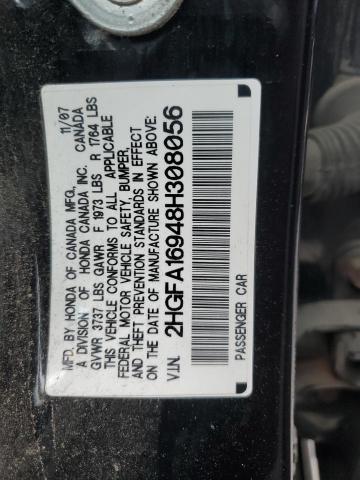 MFD. BY HONDA OF CANADA MFG., 11/07
A DIVISION OF HONDA CANADA INC. CANADA
GVWR 3737 LBS GAWR F 1973 LBS R 1764 LBS
THIS VEHICLE CONFORMS TO ALL APPLICABLE
FEDERAL MOTOR VEHICLE SAFETY, BUMPER,
AND THEFT PREVENTION STANDARDS IN EFFECT
ON THE DATE OF MANUFACTURE SHOWN ABOVE.
V.I.N. 2HGFA16948H308056
PASSENGER CAR